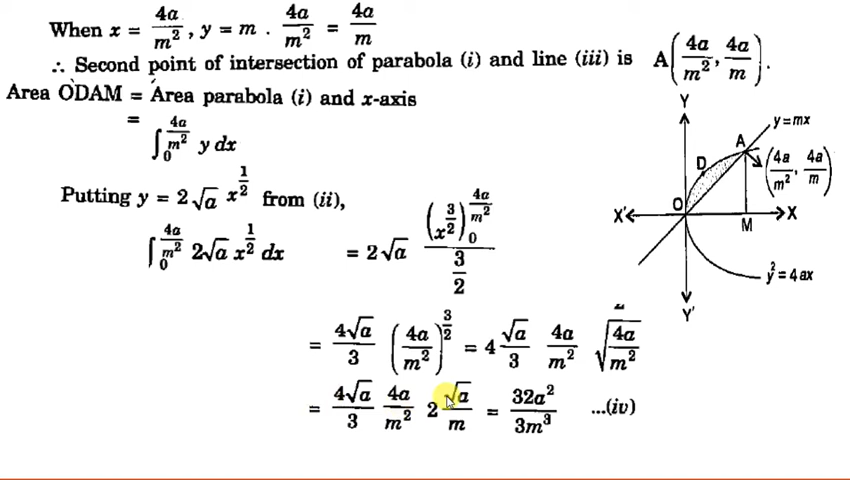 When x = 4a/m², y = m . 4a/m² = 4a/m
∴ Second point of intersection of parabola (i) and line (iii) is A(4a/m², 4a/m).
Area ODAM = Area parabola (i) and x-axis
= ∫₀^(4a/m²) y dx
Putting y = 2√a x^(1/2) from (ii),
∫₀^(4a/m²) 2√a x^(1/2) dx = 2√a (x^(3/2))₀^(4a/m²) / (3/2)
= 4√a/3 (4a/m²)^(3/2) = 4 √a/3 4a/m² √(4a/m²)
= 4√a/3 4a/m² 2 √a/m = 32a²/3m³ ...(iv)
Y
y=mx
A
D
(4a/m², 4a/m)
O
X'
X
M
y²=4ax
Y'